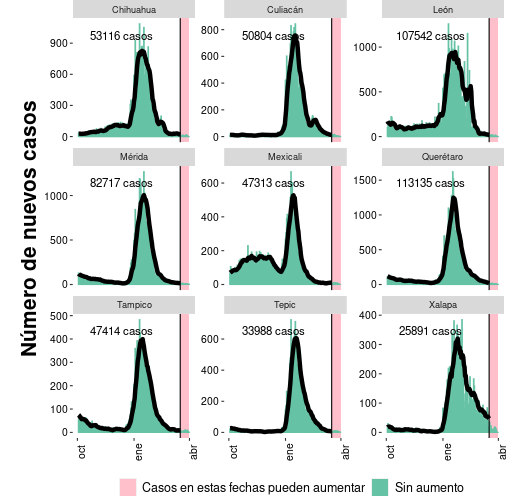 Número de nuevos casos
Chihuahua
Culiacán
León
53116 casos
50804 casos
107542 casos
900
600
300
0
800
600
400
200
0
1000
500
0
Mérida
Mexicali
Querétaro
82717 casos
47313 casos
113135 casos
1000
500
0
600
400
200
0
1500
1000
500
0
Tampico
Tepic
Xalapa
47414 casos
33988 casos
25891 casos
500
400
300
200
100
0
600
400
200
0
400
300
200
100
0
oct
ene
abr
oct
ene
abr
oct
ene
abr
Casos en estas fechas pueden aumentar
Sin aumento